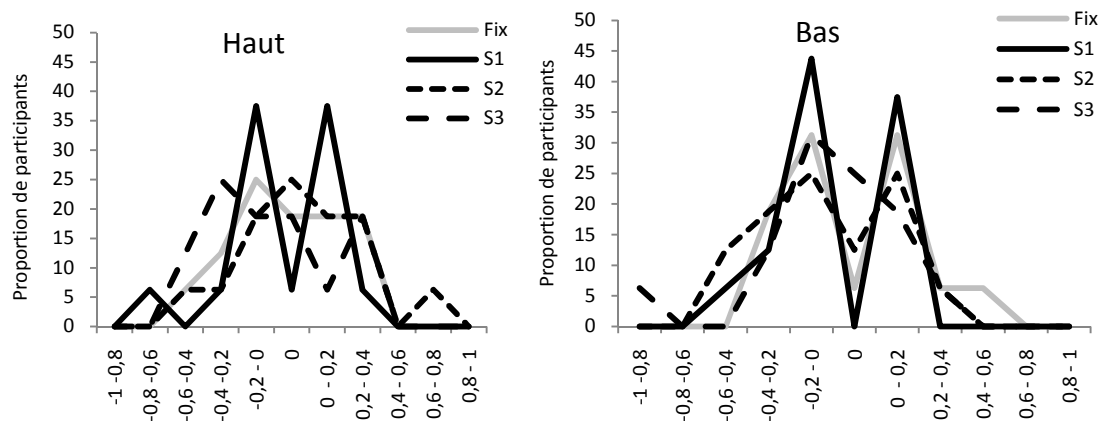 Haut
Proportion de participants
50
45
40
35
30
25
20
15
10
5
0
-1 -0,8
-0,8 -0,6
-0,6 -0,4
-0,4 -0,2
-0,2 - 0
0
0 - 0,2
0,2 - 0,4
0,4 - 0,6
0,6 - 0,8
0,8 - 1
Fix
S1
S2
S3
Bas
Proportion de participants
50
45
40
35
30
25
20
15
10
5
0
-1 -0,8
-0,8 -0,6
-0,6 -0,4
-0,4 -0,2
-0,2 - 0
0
0 - 0,2
0,2 - 0,4
0,4 - 0,6
0,6 - 0,8
0,8 - 1
Fix
S1
S2
S3